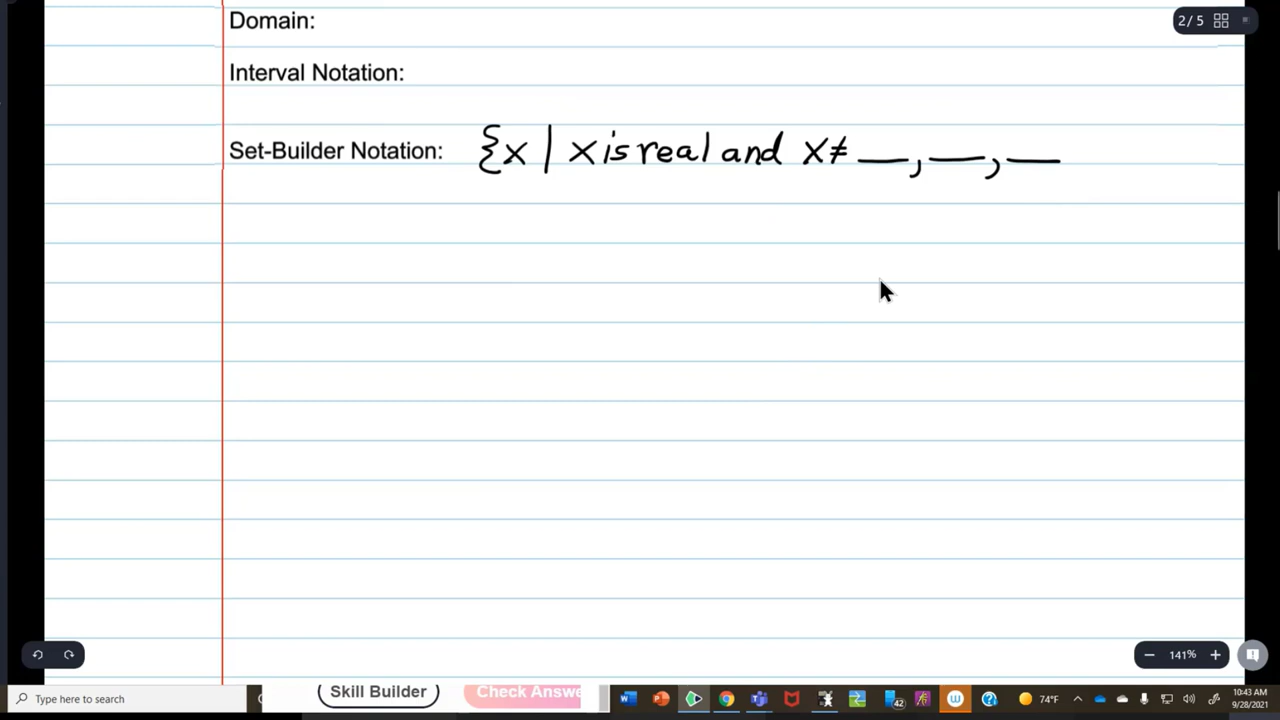 Domain:
2/5
Interval Notation:
Set-Builder Notation: {x | x is real and x≠ __, __, __
141%
Skill Builder
Check Answe
Type here to search
42
74°F
10:43 AM
9/28/2021